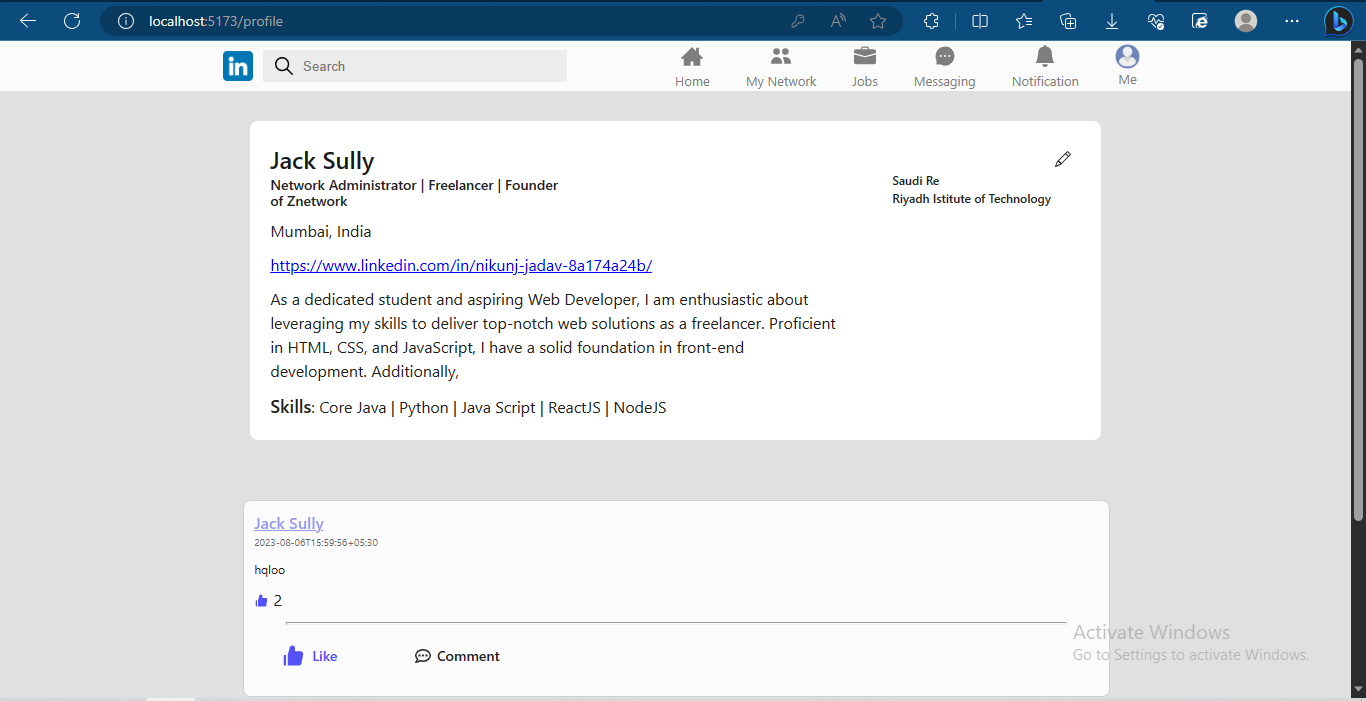 localhost:5173/profile
in
Search
Home
My Network
Jobs
Messaging
Notification
Me
Jack Sully
Network Administrator | Freelancer | Founder
of Znetwork
Saudi Re
Riyadh Istitute of Technology
Mumbai, India
https://www.linkedin.com/in/nikunj-jadav-8a174a24b/
As a dedicated student and aspiring Web Developer, I am enthusiastic about
leveraging my skills to deliver top-notch web solutions as a freelancer. Proficient
in HTML, CSS, and JavaScript, I have a solid foundation in front-end
development. Additionally,
Skills: Core Java | Python | Java Script | ReactJS | NodeJS
Jack Sully
2023-08-06T15:59:56+05:30
hqloo
2
Like
Comment
Activate Windows
Go to Settings to activate Windows.